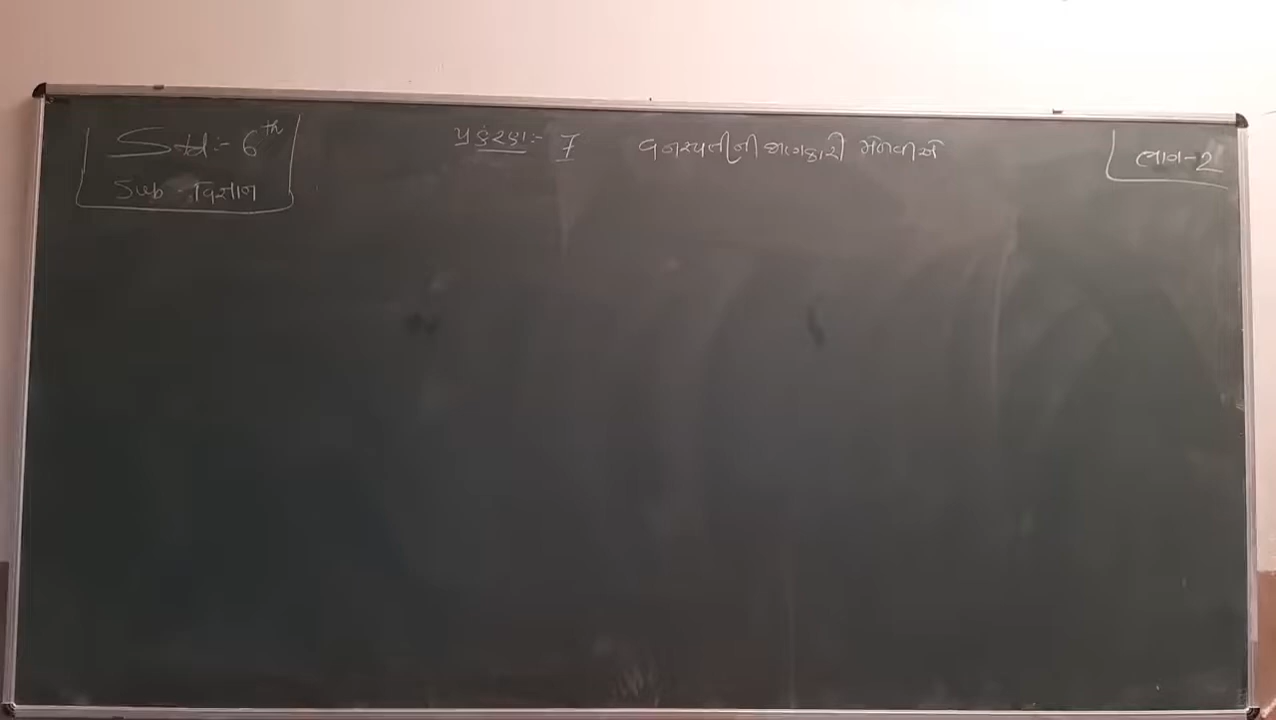 Std:- 6th
Sub - વિજ્ઞાન
પ્રકરણ:- 7 વનસ્પતીની જાણકારી મેળવીએ
ભાગ-2